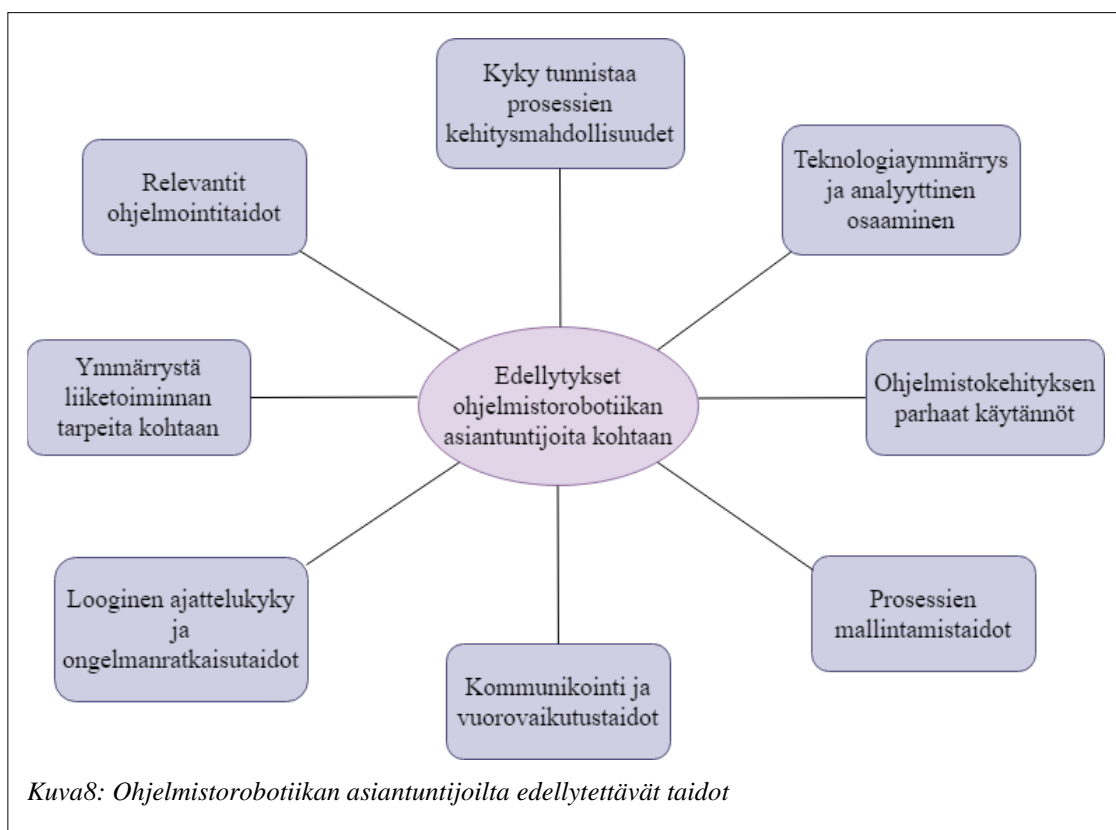 Kyky tunnistaa
prosessien
kehitysmahdollisuudet
Teknologiaymmärrys
ja analyyttinen
osaaminen
Relevantit
ohjelmointitaidot
Ymmärrystä
liiketoiminnan
tarpeita kohtaan
Edellytykset
ohjelmistorobotiikan
asiantuntijoita kohtaan
Ohjelmistokehityksen
parhaat käytännöt
Looginen ajattelukyky
ja
ongelmanratkaisutaidot
Prosessien
mallintamistaidot
Kommunikointi ja
vuorovaikutustaidot
Kuva8: Ohjelmistorobotiikan asiantuntijoilta edellytettävät taidot